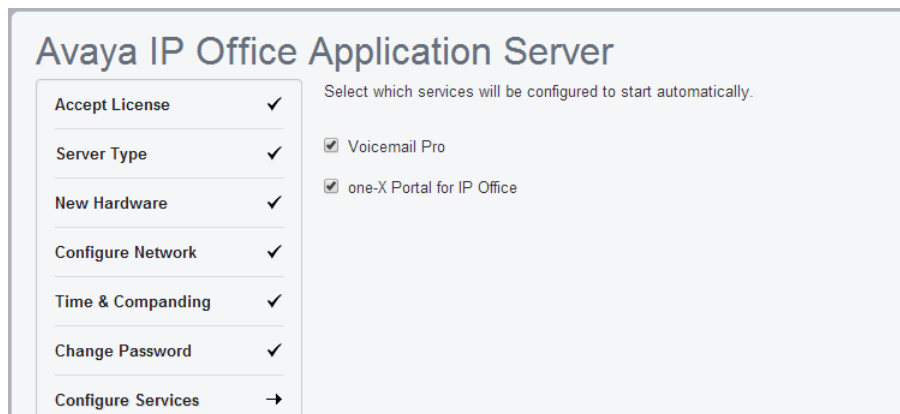 Avaya IP Office Application Server
Accept License
Server Type
New Hardware
Configure Network
Time & Companding
Change Password
Configure Services
Select which services will be configured to start automatically.
Voicemail Pro
one-X Portal for IP Office